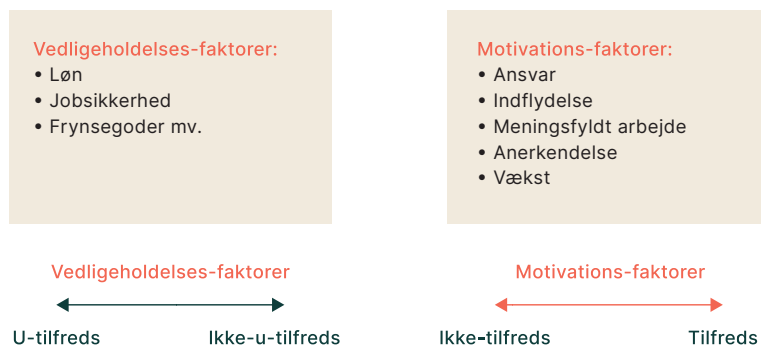 Vedligeholdelses-faktorer:
• Løn
• Jobsikkerhed
• Frynsegoder mv.
Motivations-faktorer:
• Ansvar
• Indflydelse
• Meningsfyldt arbejde
• Anerkendelse
• Vækst
Vedligeholdelses-faktorer
U-tilfreds
Ikke-u-tilfreds
Motivations-faktorer
Ikke-tilfreds
Tilfreds